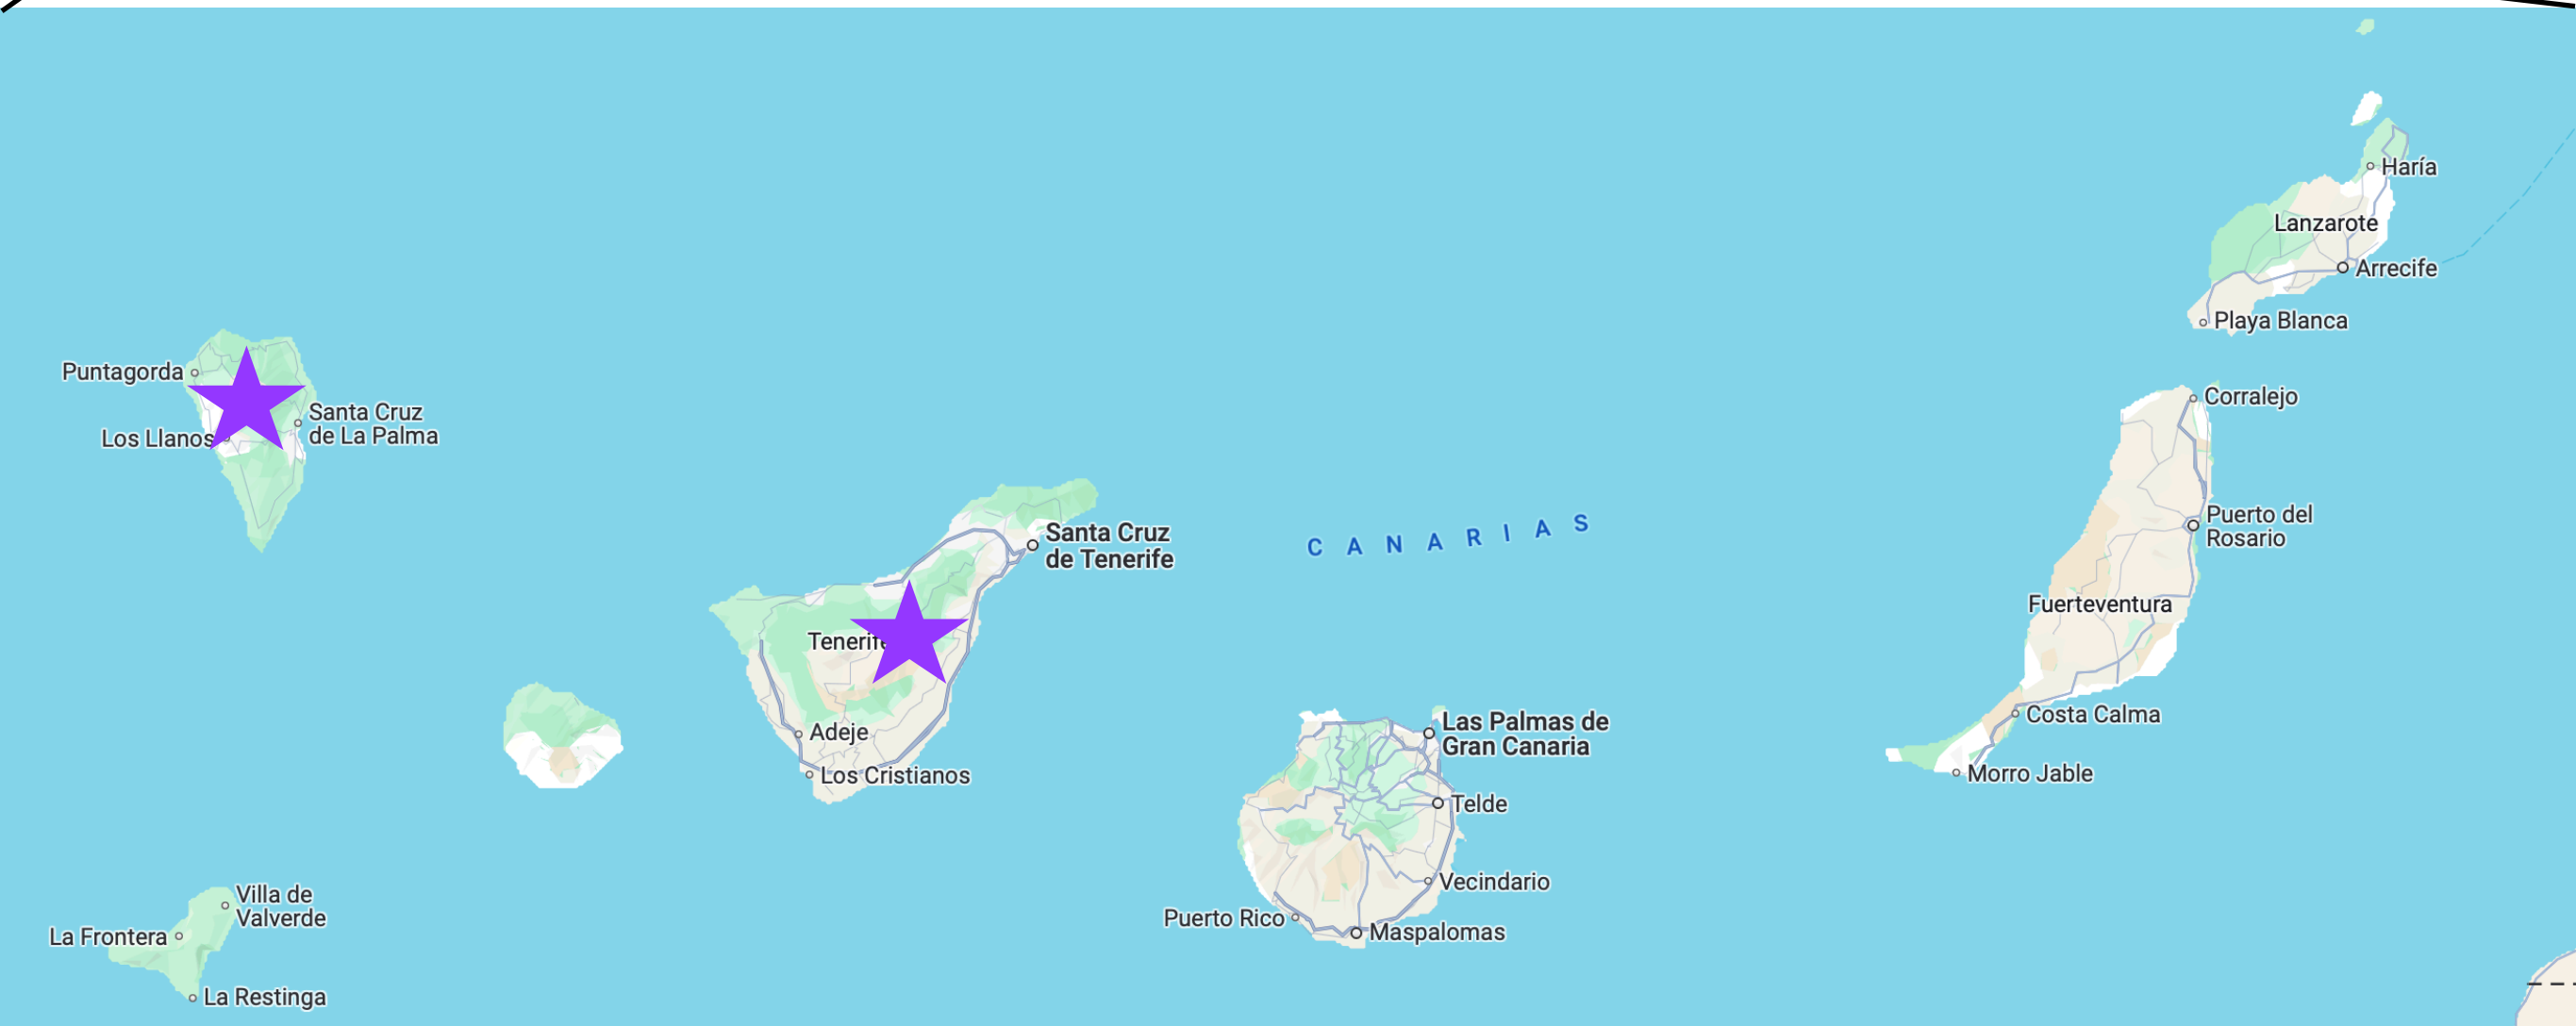 Haría
Lanzarote
Arrecife
Playa Blanca
Puntagorda
Santa Cruz
de La Palma
Los Llanos
Corralejo
Santa Cruz
de Tenerife
CANARIAS
Puerto del
Rosario
Fuerteventura
Tenerife
Adeje
Los Cristianos
Las Palmas de
Gran Canaria
Costa Calma
Morro Jable
Telde
Vecindario
Puerto Rico
Maspalomas
Villa de
Valverde
La Frontera
La Restinga